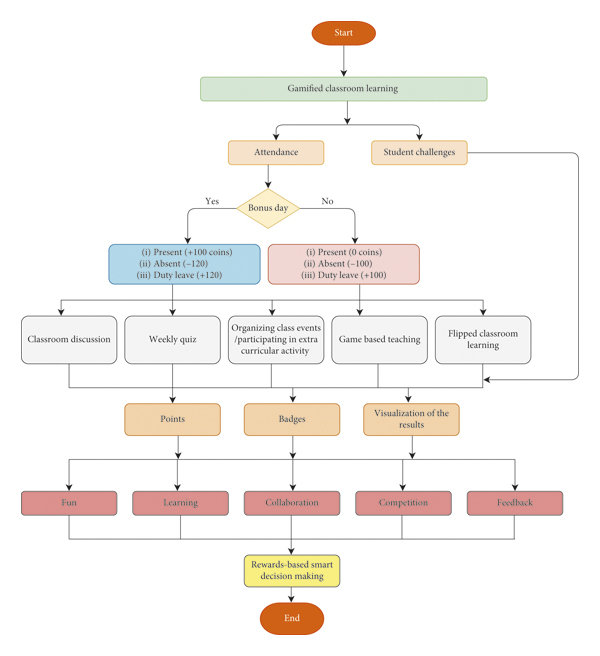 Start
Gamified classroom learning
Attendance
Student challenges
Bonus day
Yes
No
(i) Present (+100 coins)
(ii) Absent (–120)
(iii) Duty leave (+120)
(i) Present (0 coins)
(ii) Absent (–100)
(iii) Duty leave (+100)
Classroom discussion
Weekly quiz
Organizing class events
/participating in extra
curricular activity
Game based teaching
Flipped classroom
learning
Points
Badges
Visualization of the
results
Fun
Learning
Collaboration
Competition
Feedback
Rewards-based smart
decision making
End